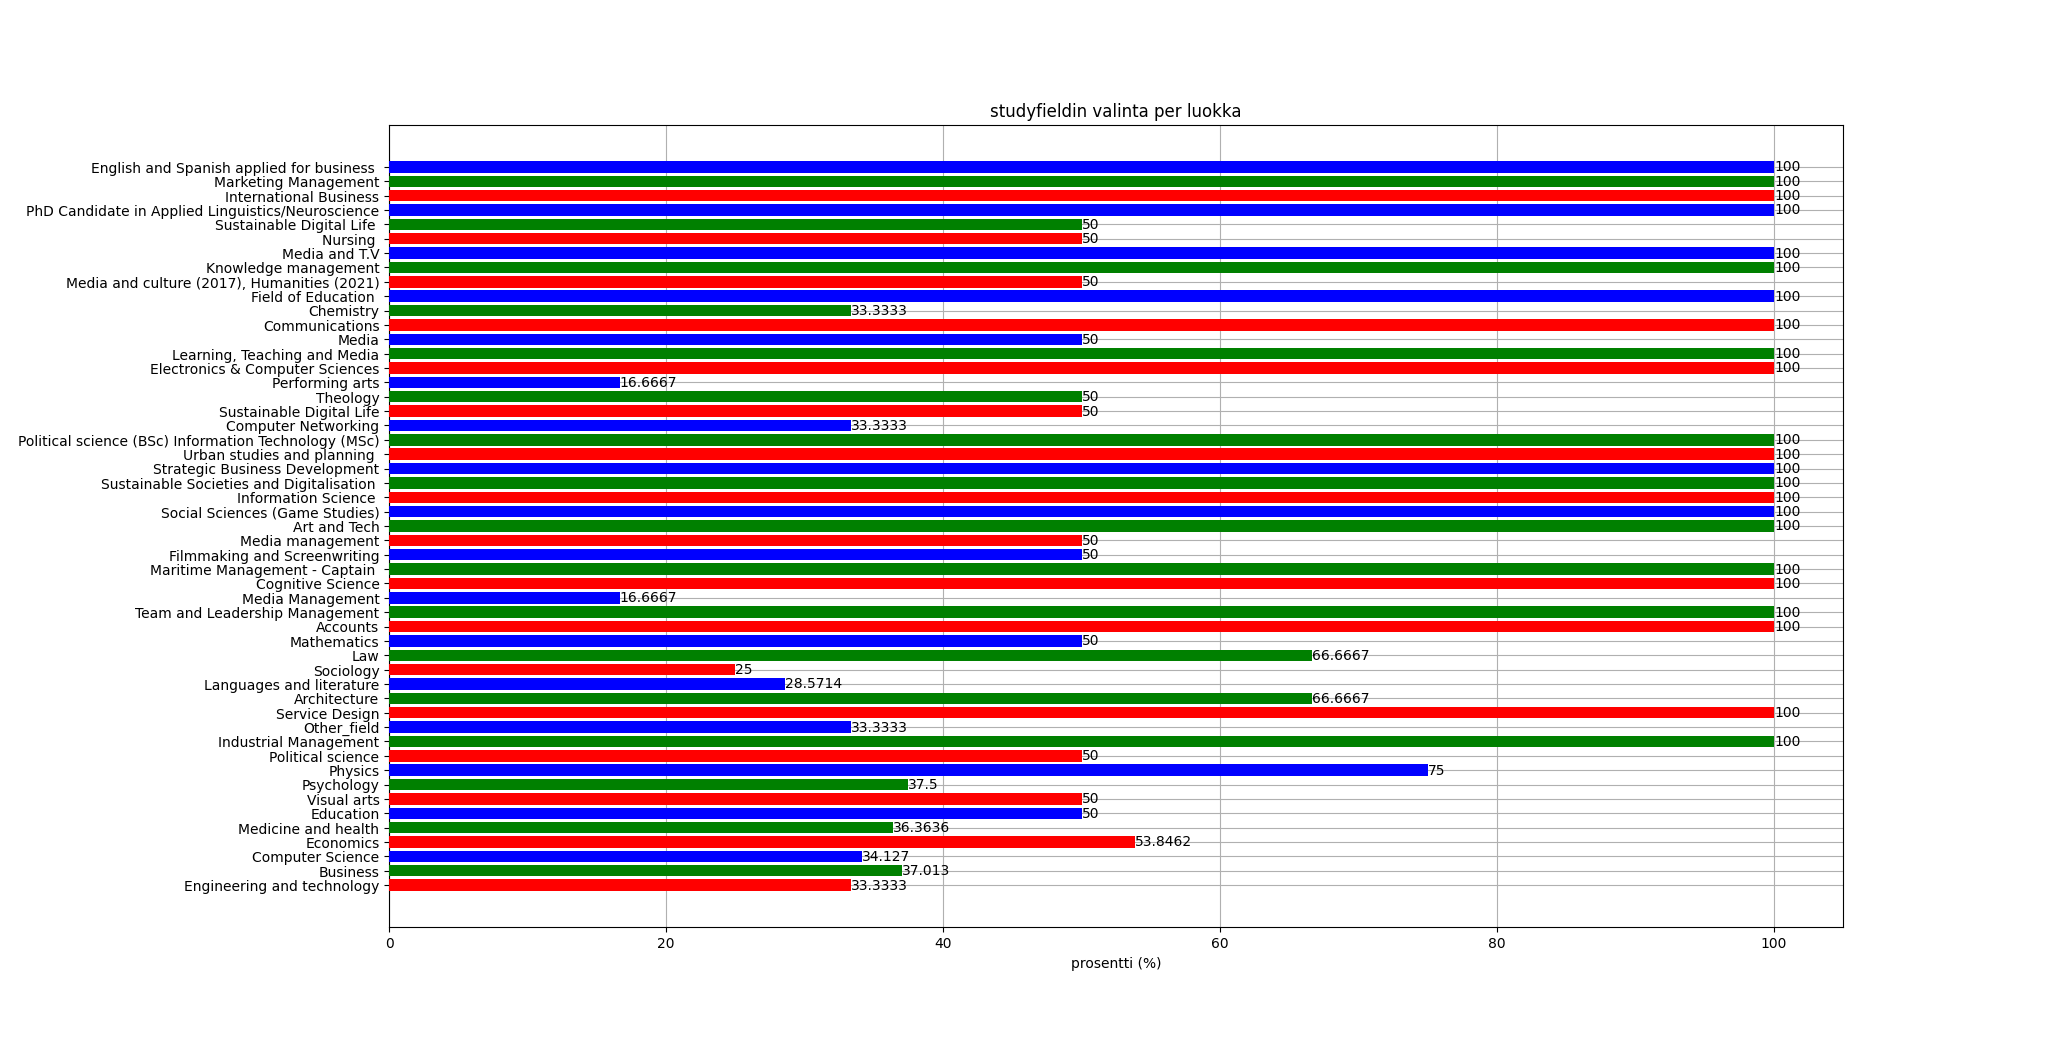 studyfieldin valinta per luokka
English and Spanish applied for business 100
Marketing Management 100
International Business 100
PhD Candidate in Applied Linguistics/Neuroscience 100
Sustainable Digital Life 50
Nursing 50
Media and T.V 100
Knowledge management 100
Media and culture (2017), Humanities (2021) 50
Field of Education 100
Chemistry 33.3333
Communications 100
Media 50
Learning, Teaching and Media 100
Electronics & Computer Sciences 100
Performing arts 16.6667
Theology 50
Sustainable Digital Life 50
Computer Networking 33.3333
Political science (BSc) Information Technology (MSc) 100
Urban studies and planning 100
Strategic Business Development 100
Sustainable Societies and Digitalisation 100
Information Science 100
Social Sciences (Game Studies) 100
Art and Tech 100
Media management 50
Filmmaking and Screenwriting 50
Maritime Management - Captain 100
Cognitive Science 100
Media Management 16.6667
Team and Leadership Management 100
Accounts 100
Mathematics 50
Law 66.6667
Sociology 25
Languages and literature 28.5714
Architecture 66.6667
Service Design 100
Other_field 33.3333
Industrial Management 100
Political science 50
Physics 75
Psychology 37.5
Visual arts 50
Education 50
Medicine and health 36.3636
Economics 53.8462
Computer Science 34.127
Business 37.013
Engineering and technology 33.3333
0 20 40 60 80 100
prosentti (%)